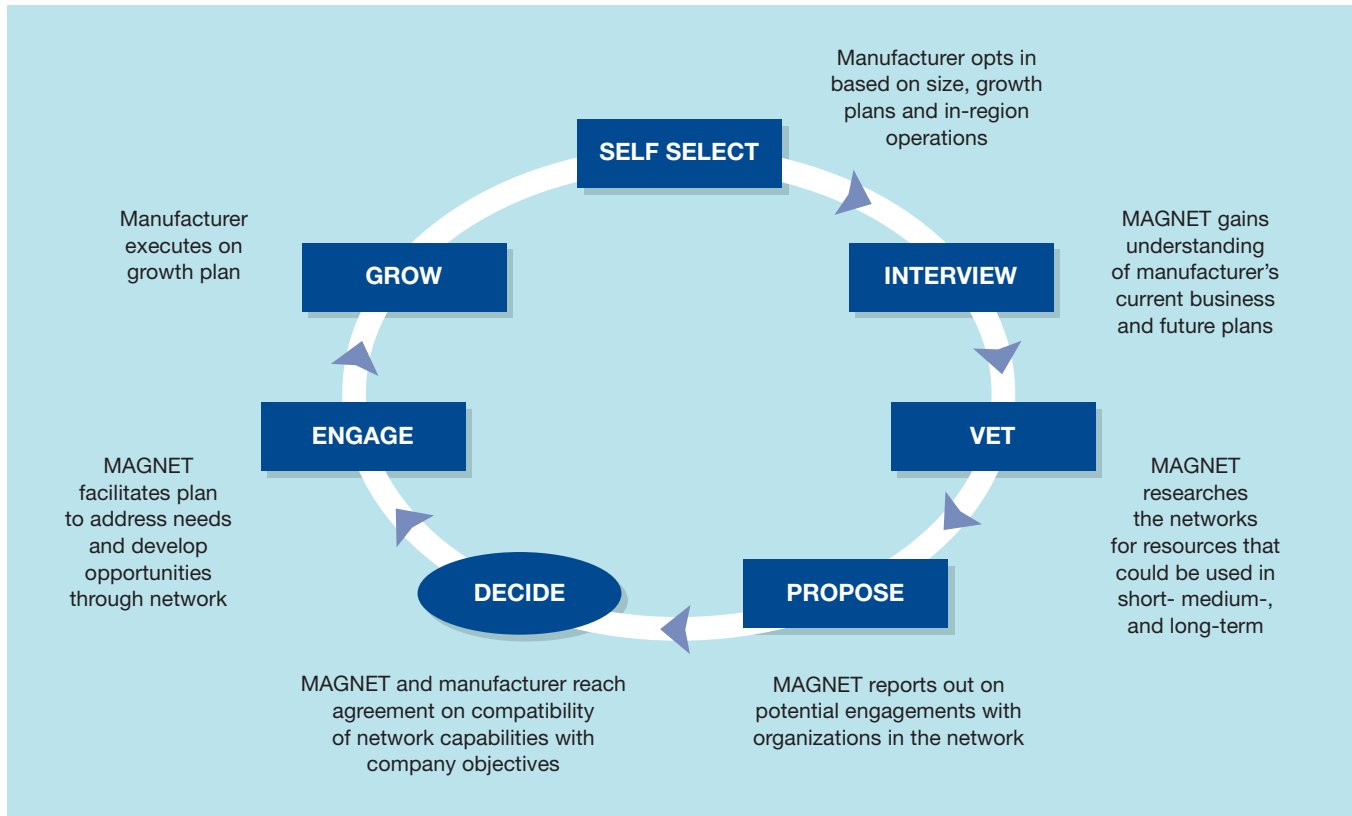 SELF SELECT
Manufacturer opts in
based on size, growth
plans and in-region
operations
INTERVIEW
MAGNET gains
understanding
of manufacturer’s
current business
and future plans
VET
MAGNET
researches
the networks
for resources that
could be used in
short- medium-,
and long-term
PROPOSE
MAGNET reports out on
potential engagements with
organizations in the network
DECIDE
MAGNET and manufacturer reach
agreement on compatibility
of network capabilities with
company objectives
ENGAGE
MAGNET
facilitates plan
to address needs
and develop
opportunities
through network
GROW
Manufacturer
executes on
growth plan